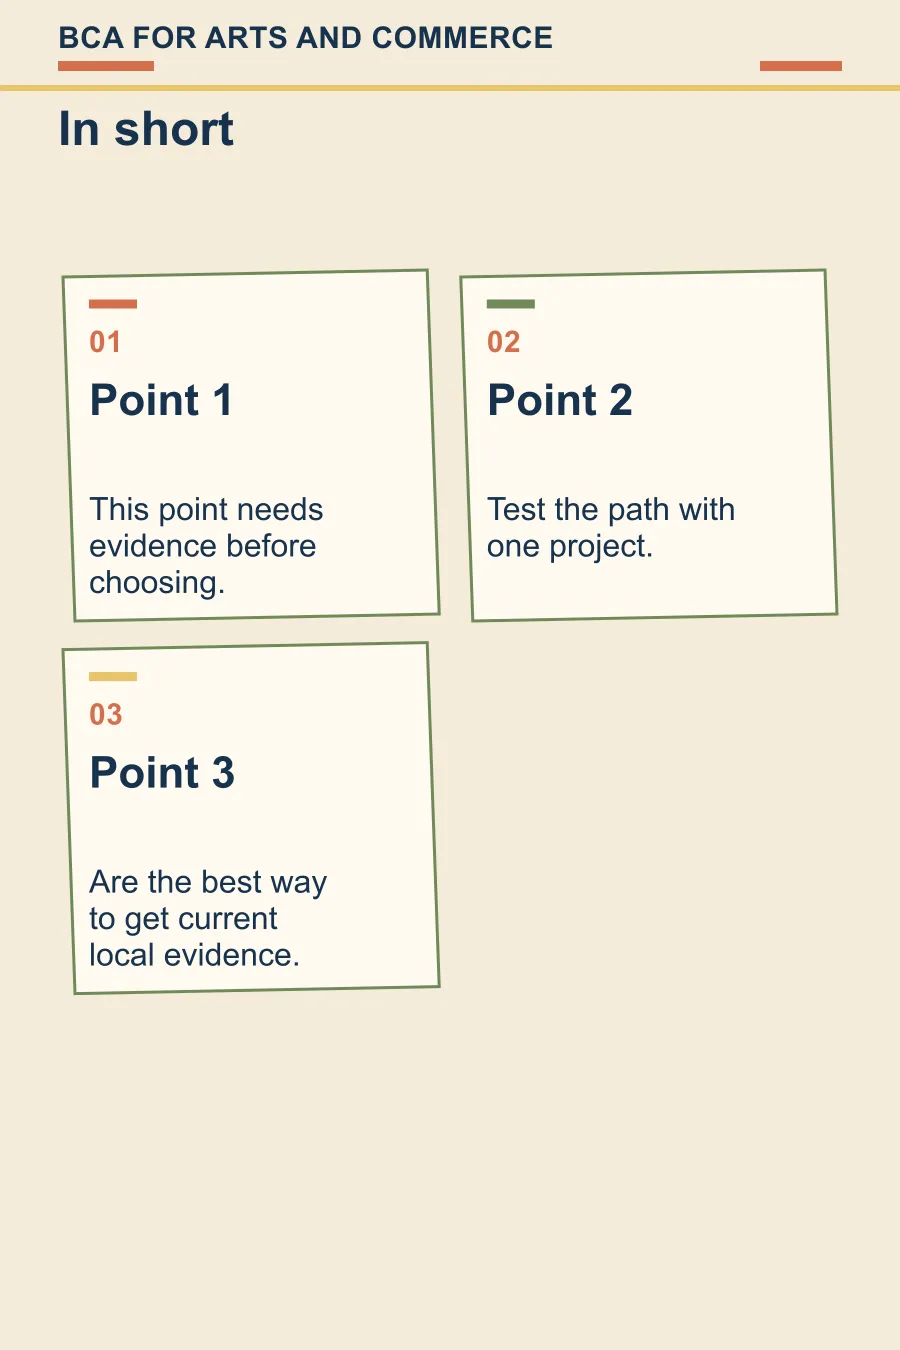 BCA FOR ARTS AND COMMERCE
In short
01
Point 1
This point needs
evidence before
choosing.
02
Point 2
Test the path with
one project.
03
Point 3
Are the best way
to get current
local evidence.